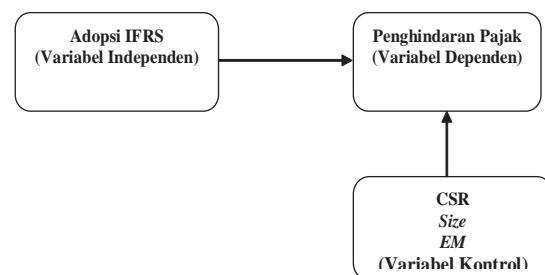 Adopsi IFRS
(Variabel Independen)
Penghindaran Pajak
(Variabel Dependen)
CSR
Size
EM
(Variabel Kontrol)